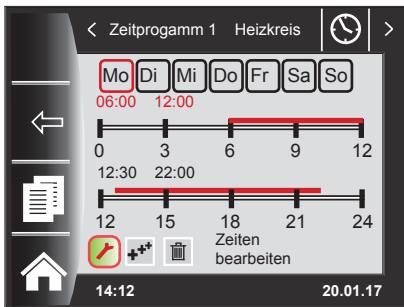 Zeitprogamm 1 Heizkreis
Mo Di Mi Do Fr Sa So
06:00 12:00
0 3 6 9 12
12:30 22:00
12 15 18 21 24
Zeiten
bearbeiten
14:12 20.01.17